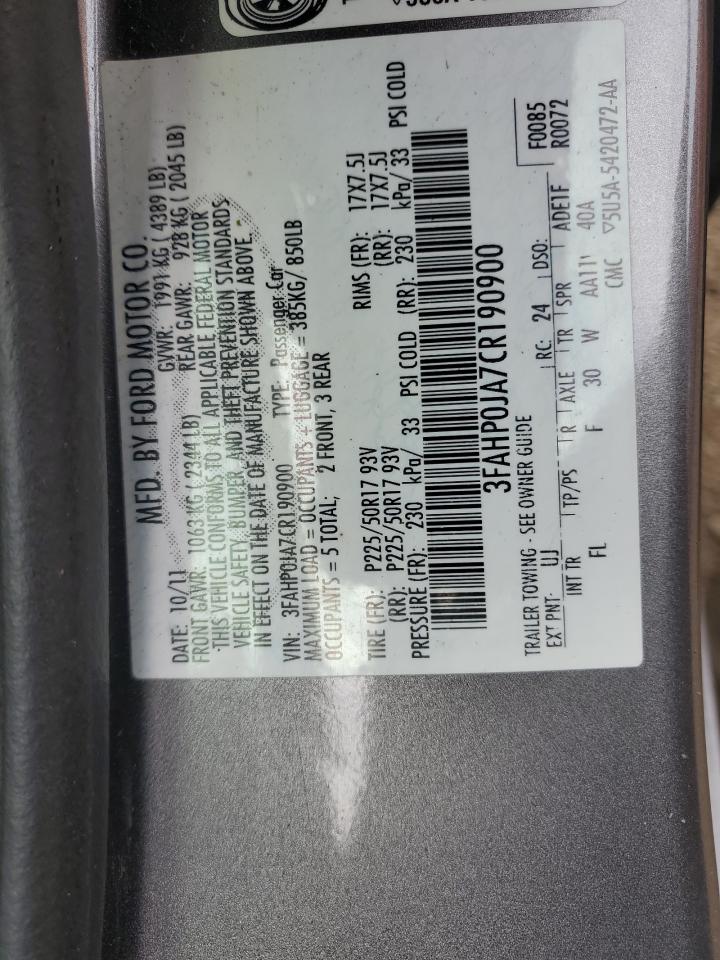 MFD. BY FORD MOTOR CO.
DATE: 10/11 GVWR: 1991 KG ( 4389 LB)
FRONT GAWR: 1063 KG ( 2344 LB) REAR GAWR: 928 KG ( 2045 LB)
THIS VEHICLE CONFORMS TO ALL APPLICABLE FEDERAL MOTOR
VEHICLE SAFETY, BUMPER, AND THEFT PREVENTION STANDARDS
IN EFFECT ON THE DATE OF MANUFACTURE SHOWN ABOVE.
VIN: 3FAHP0JA7CR190900 TYPE: Passenger Car
MAXIMUM LOAD = OCCUPANTS + LUGGAGE = 385KG/ 850LB
OCCUPANTS = 5 TOTAL; 2 FRONT, 3 REAR
TIRE (FR): P225/50R17 93V RIMS (FR): 17X7.5J
(RR): P225/50R17 93V (RR): 17X7.5J
PRESSURE (FR): 230 kPa/ 33 PSI COLD (RR): 230 kPa/ 33 PSI COLD
3FAHP0JA7CR190900
TRAILER TOWING - SEE OWNER GUIDE F0085
EXT PNT: UJ RC: 24 DSO: R0072
INT TR TP/PS R AXLE TR SPR ADE1F
FL F 30 W AA11 40A
CMC ▽5U5A-5420472-AA